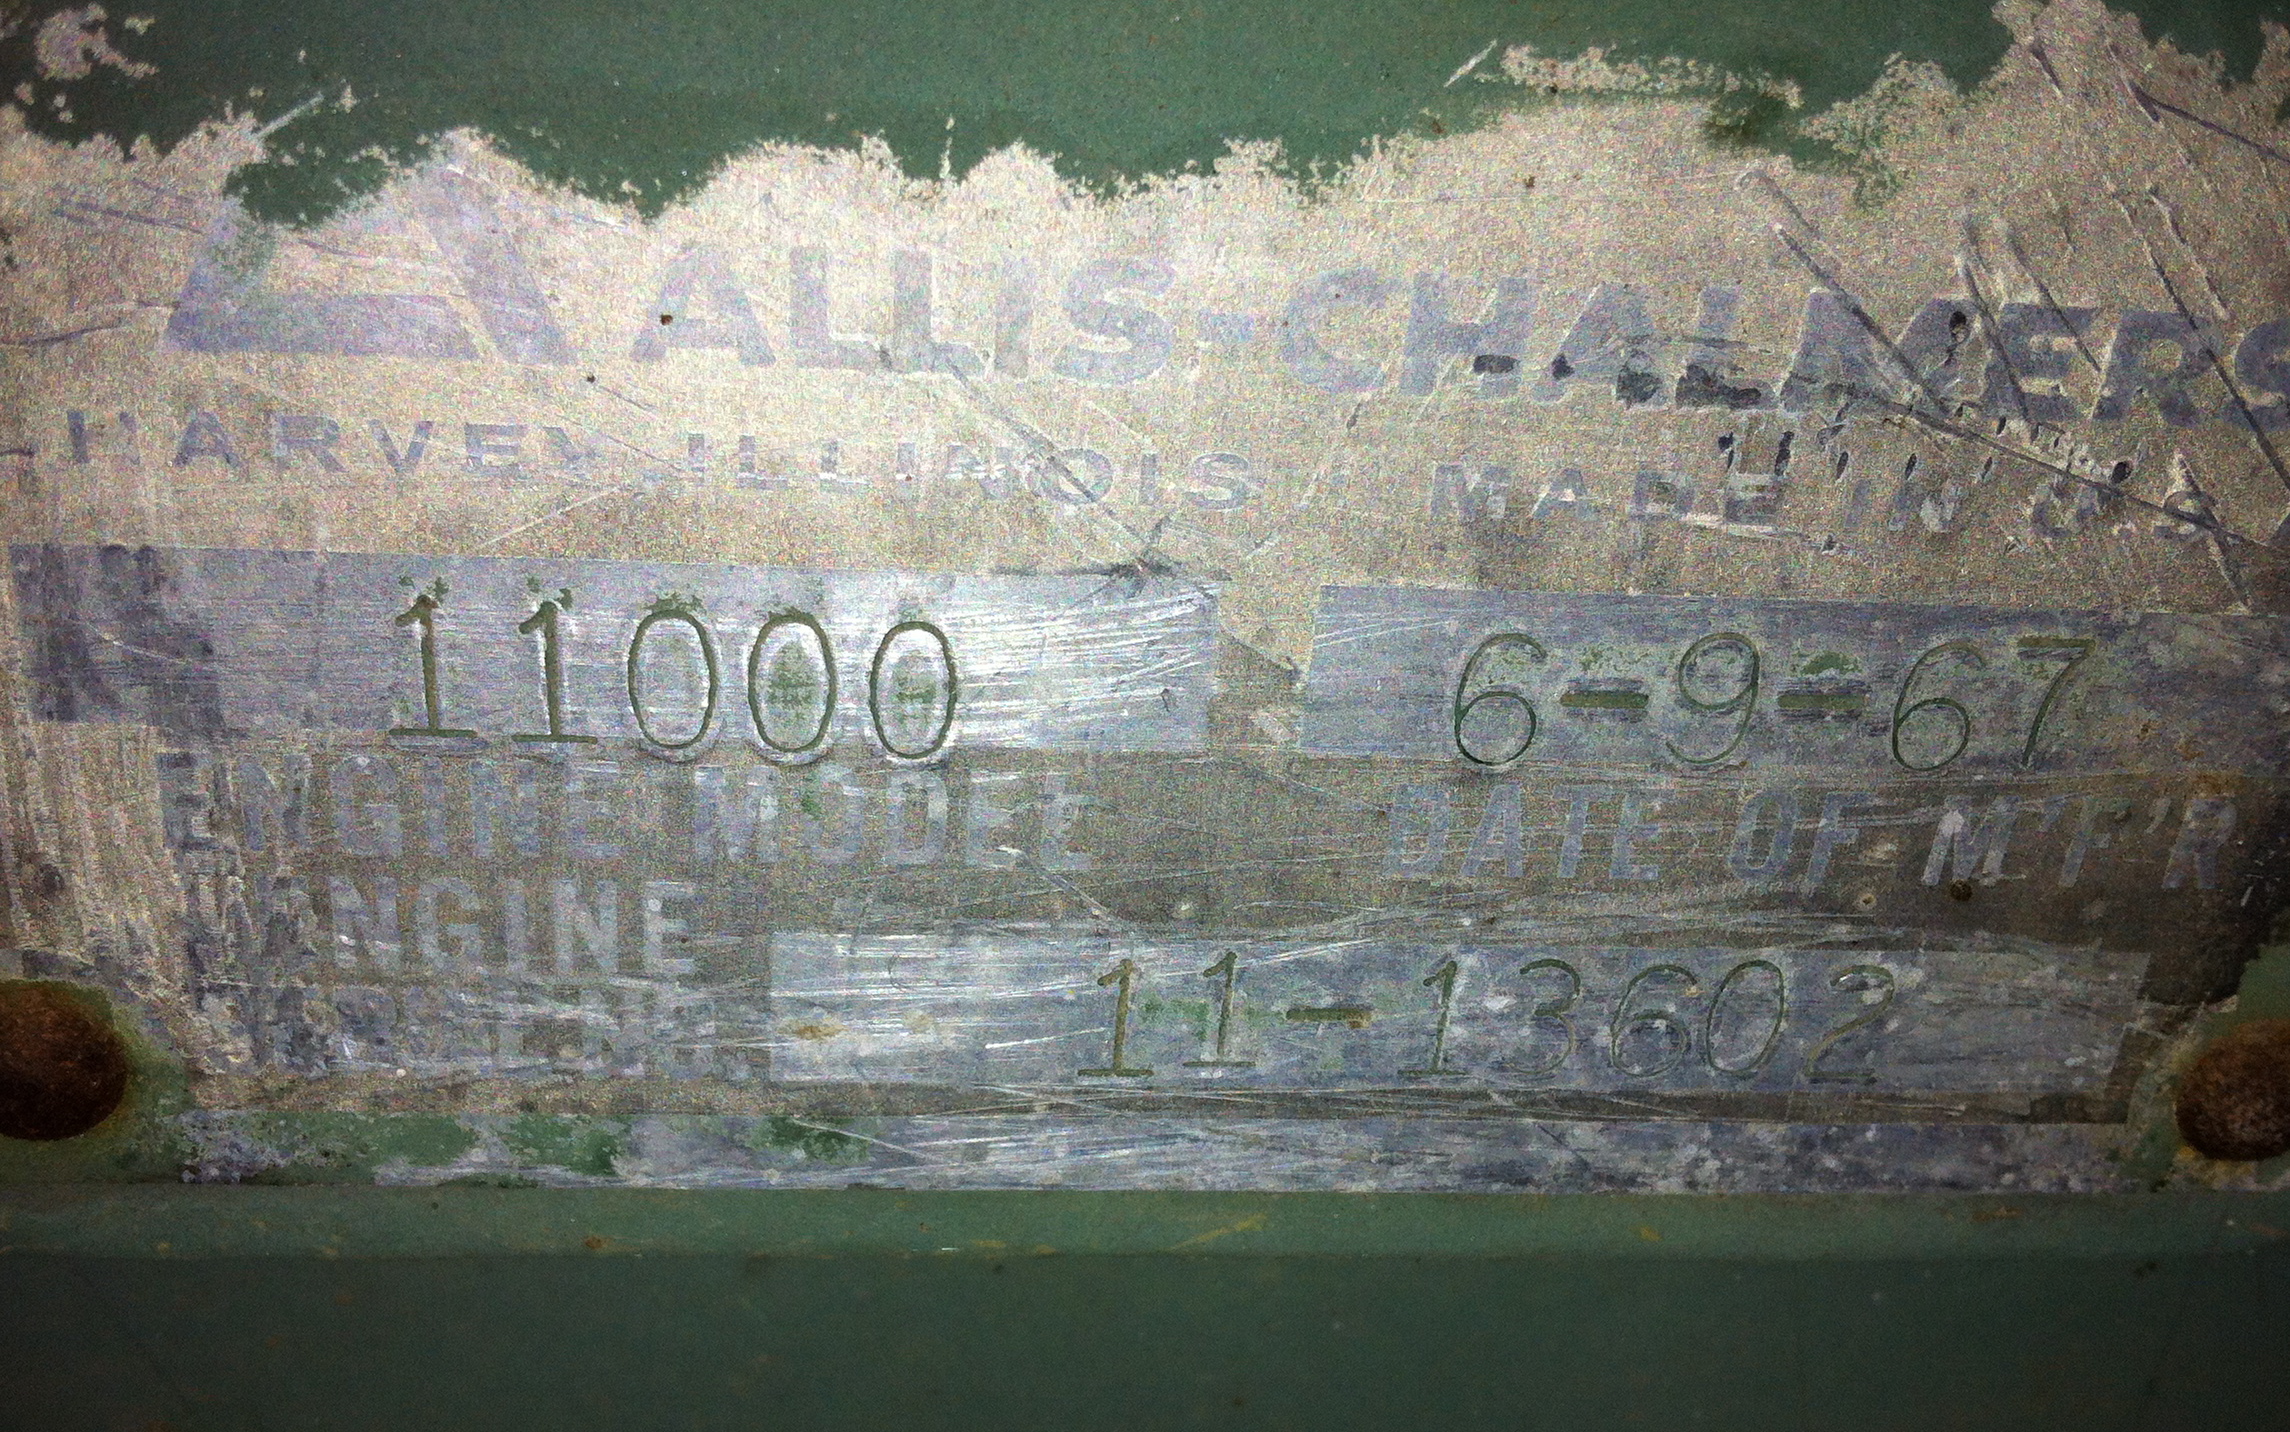 ALLIS-CHALMERS
HARVEY, ILLINOIS / MADE IN U.S.A
11000 6-9-67
ENGINE MODEL DATE OF M'F'R
ENGINE
11-13602